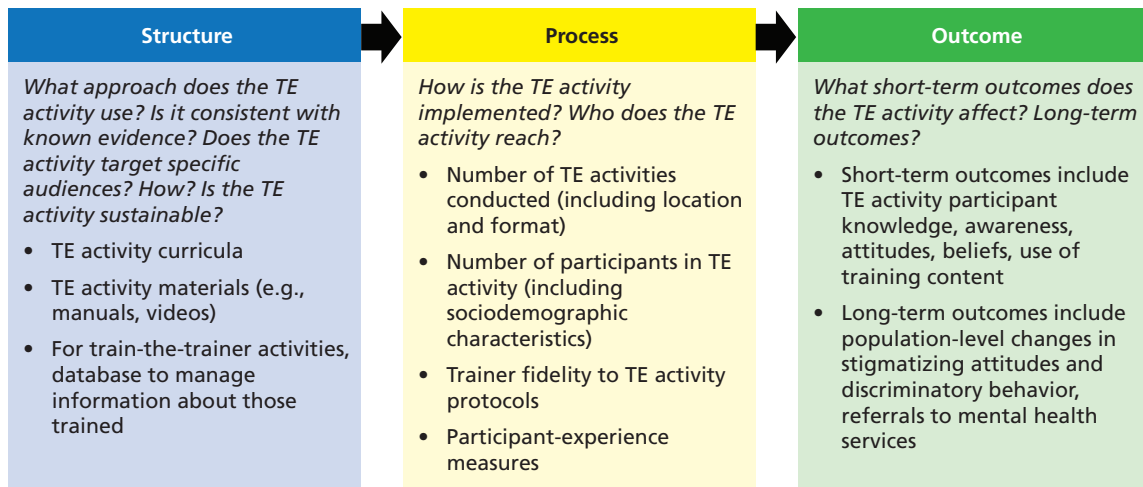 Structure
What approach does the TE
activity use? Is it consistent with
known evidence? Does the TE
activity target specific
audiences? How? Is the TE
activity sustainable?
• TE activity curricula
• TE activity materials (e.g.,
manuals, videos)
• For train-the-trainer activities,
database to manage
information about those
trained
Process
How is the TE activity
implemented? Who does the TE
activity reach?
• Number of TE activities
conducted (including location
and format)
• Number of participants in TE
activity (including
sociodemographic
characteristics)
• Trainer fidelity to TE activity
protocols
• Participant-experience
measures
Outcome
What short-term outcomes does
the TE activity affect? Long-term
outcomes?
• Short-term outcomes include
TE activity participant
knowledge, awareness,
attitudes, beliefs, use of
training content
• Long-term outcomes include
population-level changes in
stigmatizing attitudes and
discriminatory behavior,
referrals to mental health
services